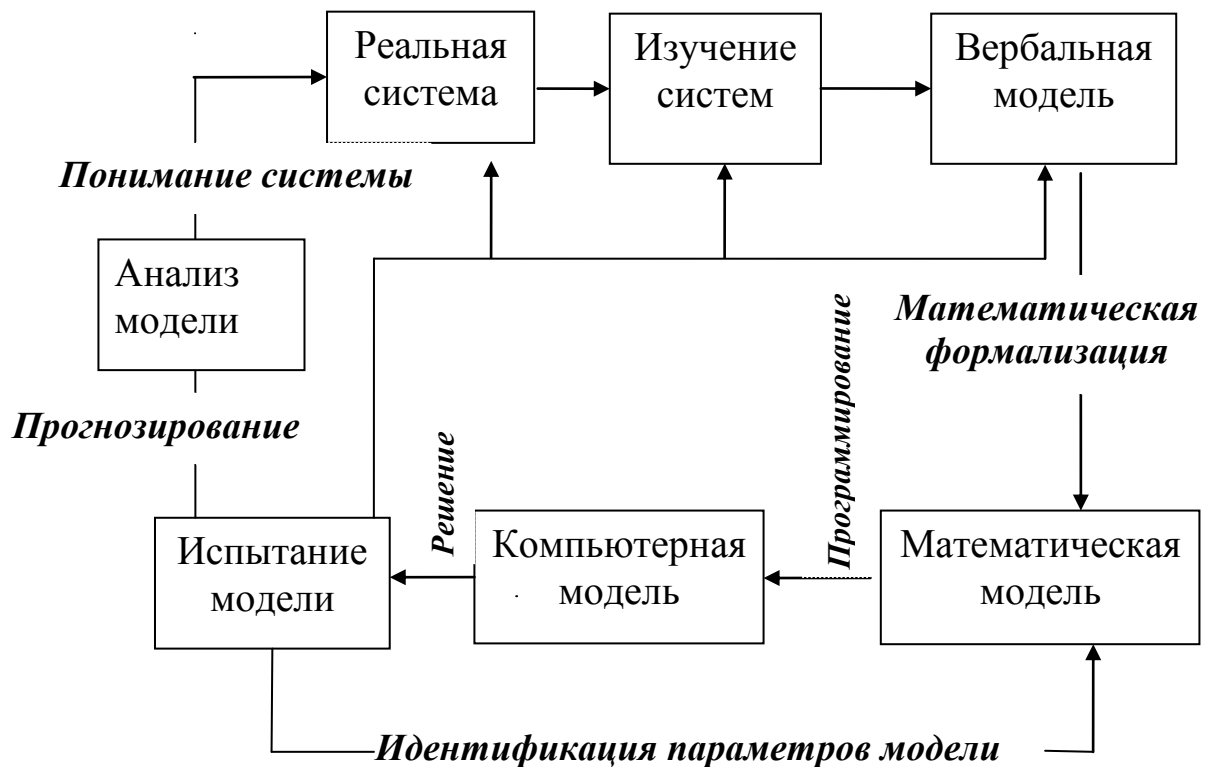 Реальная
система
Изучение
систем
Вербальная
модель
Понимание системы
Анализ
модели
Математическая
формализация
Прогнозирование
Решение
Программирование
Испытание
модели
Компьютерная
модель
Математическая
модель
Идентификация параметров модели